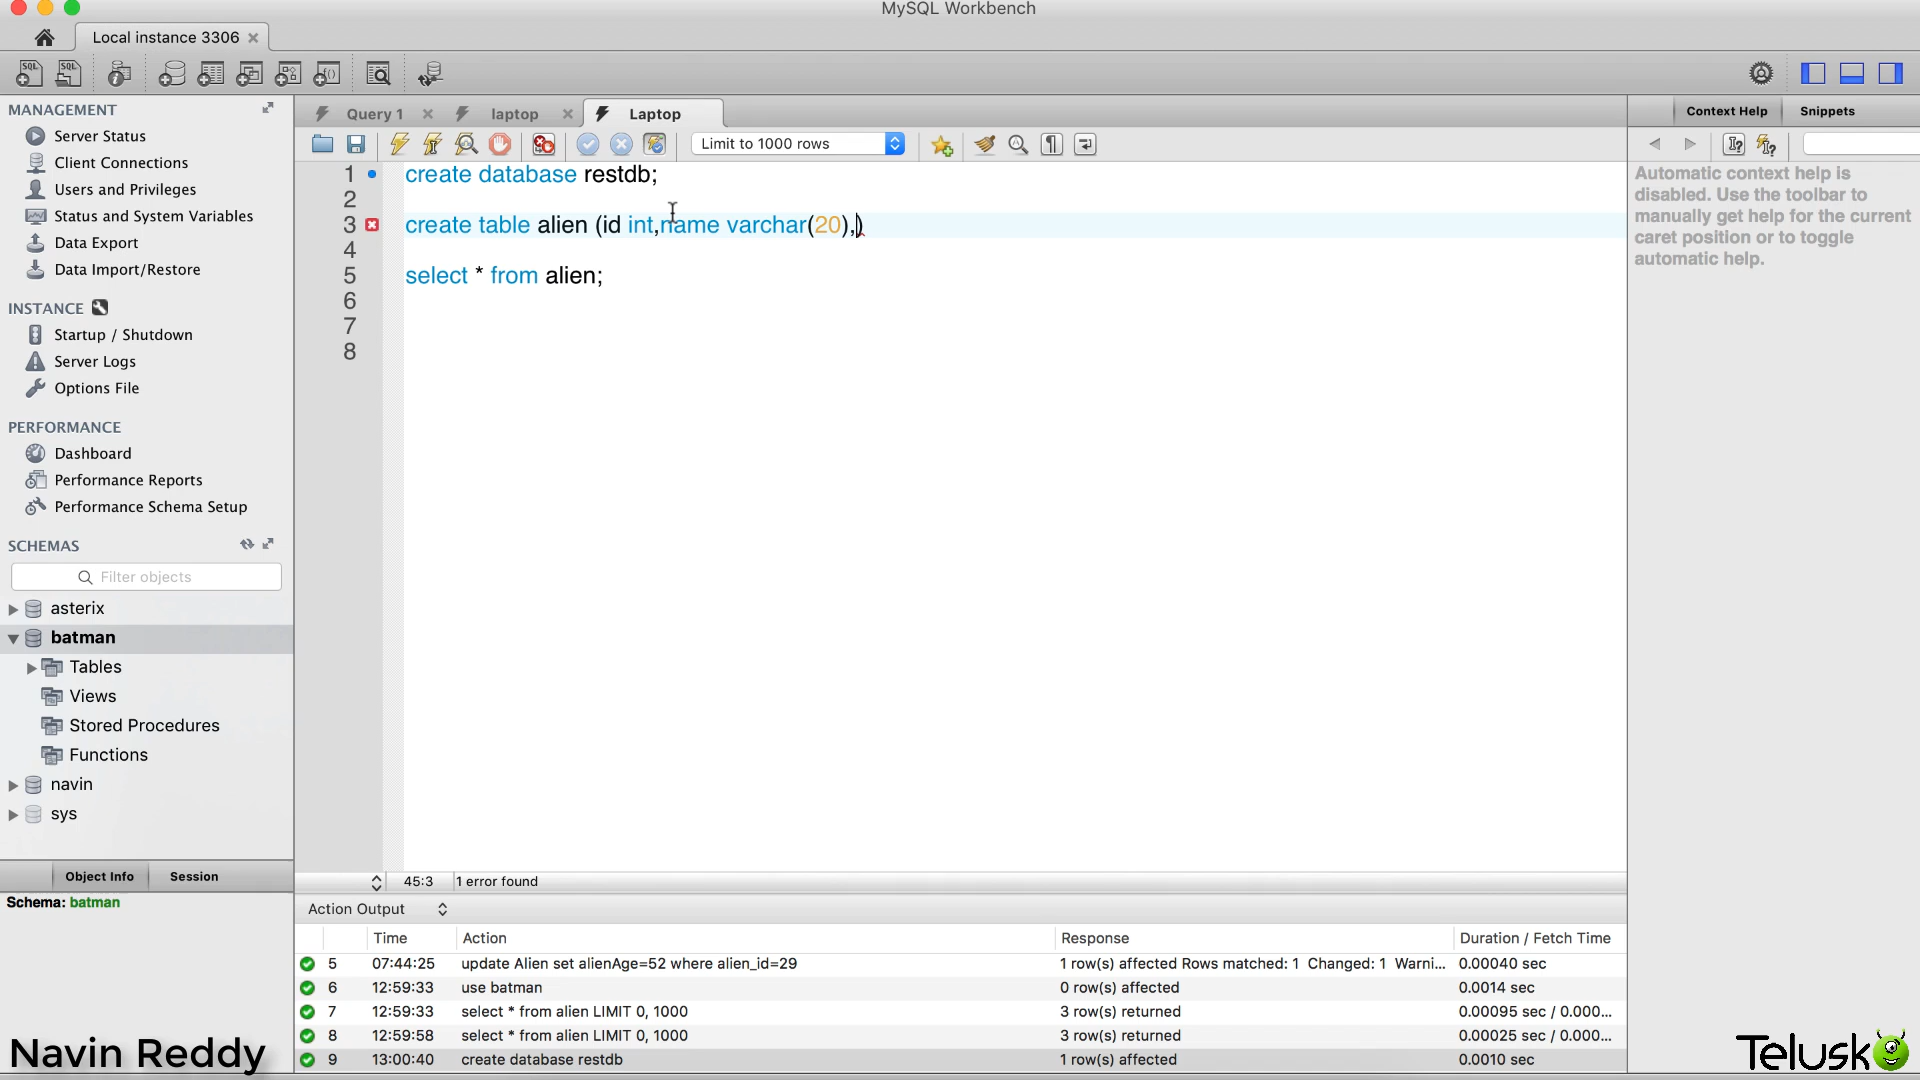 MySQL Workbench
Local instance 3306
MANAGEMENT
Server Status
Client Connections
Users and Privileges
Status and System Variables
Data Export
Data Import/Restore
INSTANCE
Startup / Shutdown
Server Logs
Options File
PERFORMANCE
Dashboard
Performance Reports
Performance Schema Setup
SCHEMAS
Filter objects
asterix
batman
Tables
Views
Stored Procedures
Functions
navin
sys
Object Info Session
Schema: batman
Query 1 laptop Laptop
Limit to 1000 rows
1 create database restdb;
2
3 create table alien (id int,name varchar(20),)
4
5 select * from alien;
6
7
8
45:3 1 error found
Action Output
Time Action Response Duration / Fetch Time
5 07:44:25 update Alien set alienAge=52 where alien_id=29 1 row(s) affected Rows matched: 1 Changed: 1 Warni... 0.00040 sec
6 12:59:33 use batman 0 row(s) affected 0.0014 sec
7 12:59:33 select * from alien LIMIT 0, 1000 3 row(s) returned 0.00095 sec / 0.000...
8 12:59:58 select * from alien LIMIT 0, 1000 3 row(s) returned 0.00025 sec / 0.000...
9 13:00:40 create database restdb 1 row(s) affected 0.0010 sec
Context Help Snippets
Automatic context help is
disabled. Use the toolbar to
manually get help for the current
caret position or to toggle
automatic help.
Navin Reddy
Telusko